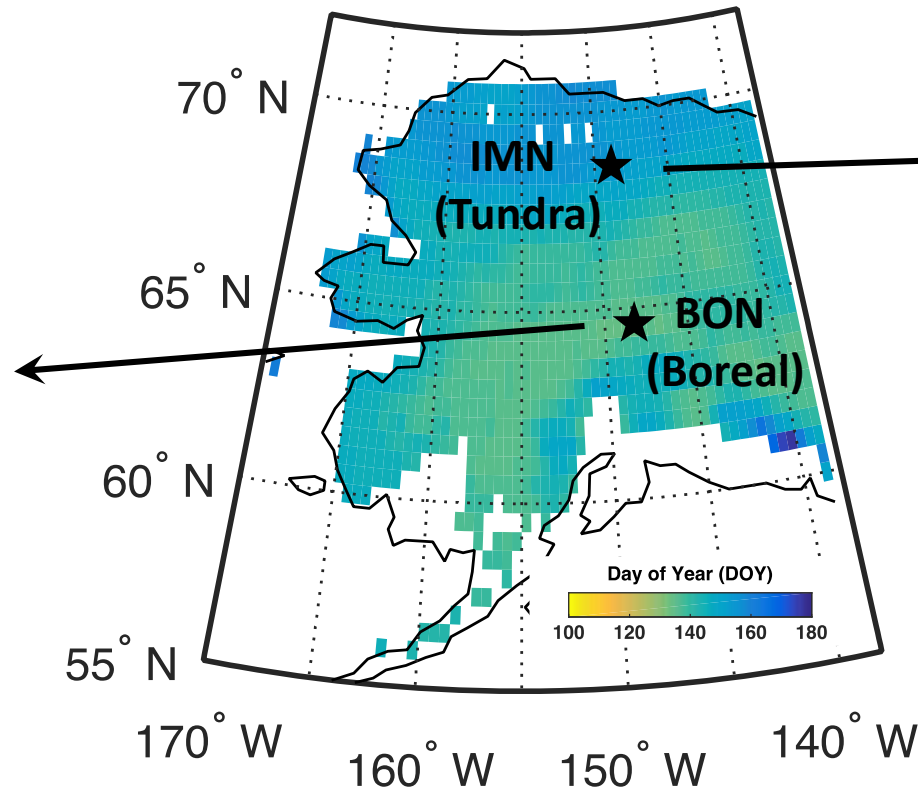 70° N
IMN
(Tundra)
65° N
BON
(Boreal)
60° N
Day of Year (DOY)
100 120 140 160 180
55° N
170° W
160° W
150° W
140° W